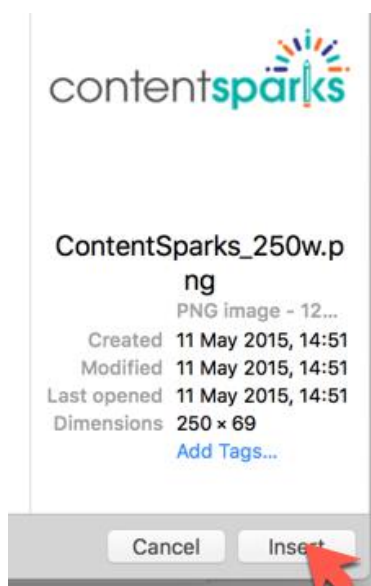 contentsparks
ContentSparks_250w.p
ng
PNG image - 12...
Created 11 May 2015, 14:51
Modified 11 May 2015, 14:51
Last opened 11 May 2015, 14:51
Dimensions 250 × 69
Add Tags...
Cancel Insert